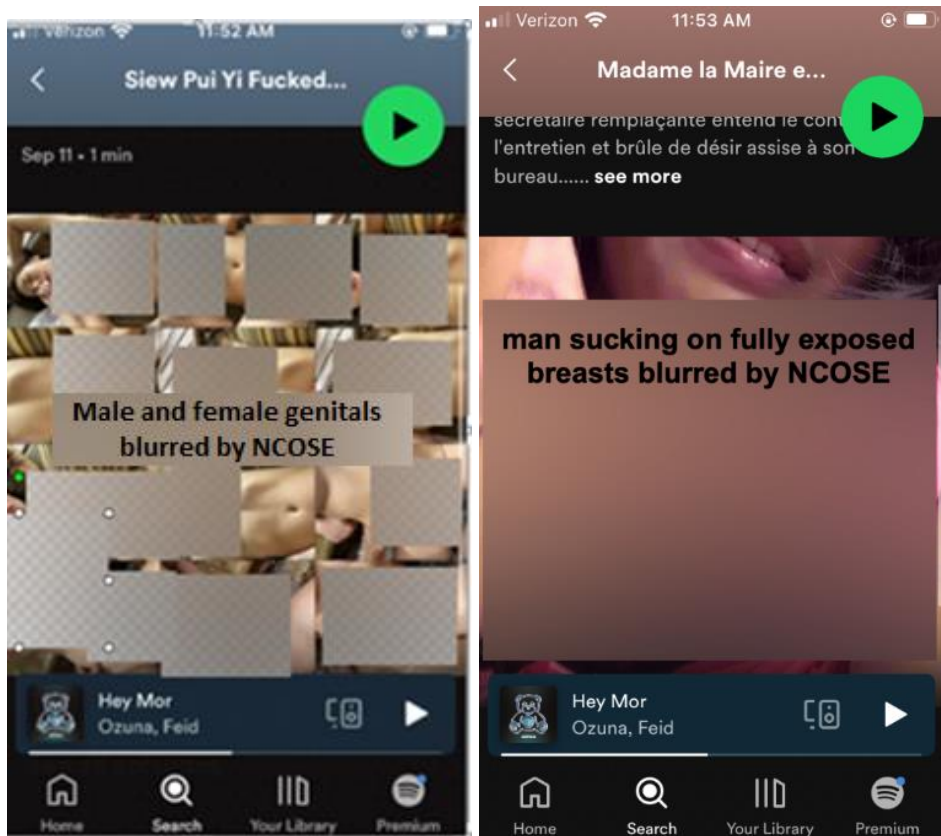 Verizon 11:52 AM
Siew Pui Yi Fucked...
Sep 11 • 1 min
Male and female genitals
blurred by NCOSE
Hey Mor
Ozuna, Feid
Home Search Your Library Premium
Verizon 11:53 AM
Madame la Maire e...
secrétaire remplaçante entend le cont
l'entretien et brûle de désir assise à son
bureau...... see more
man sucking on fully exposed
breasts blurred by NCOSE
Hey Mor
Ozuna, Feid
Home Search Your Library Premium